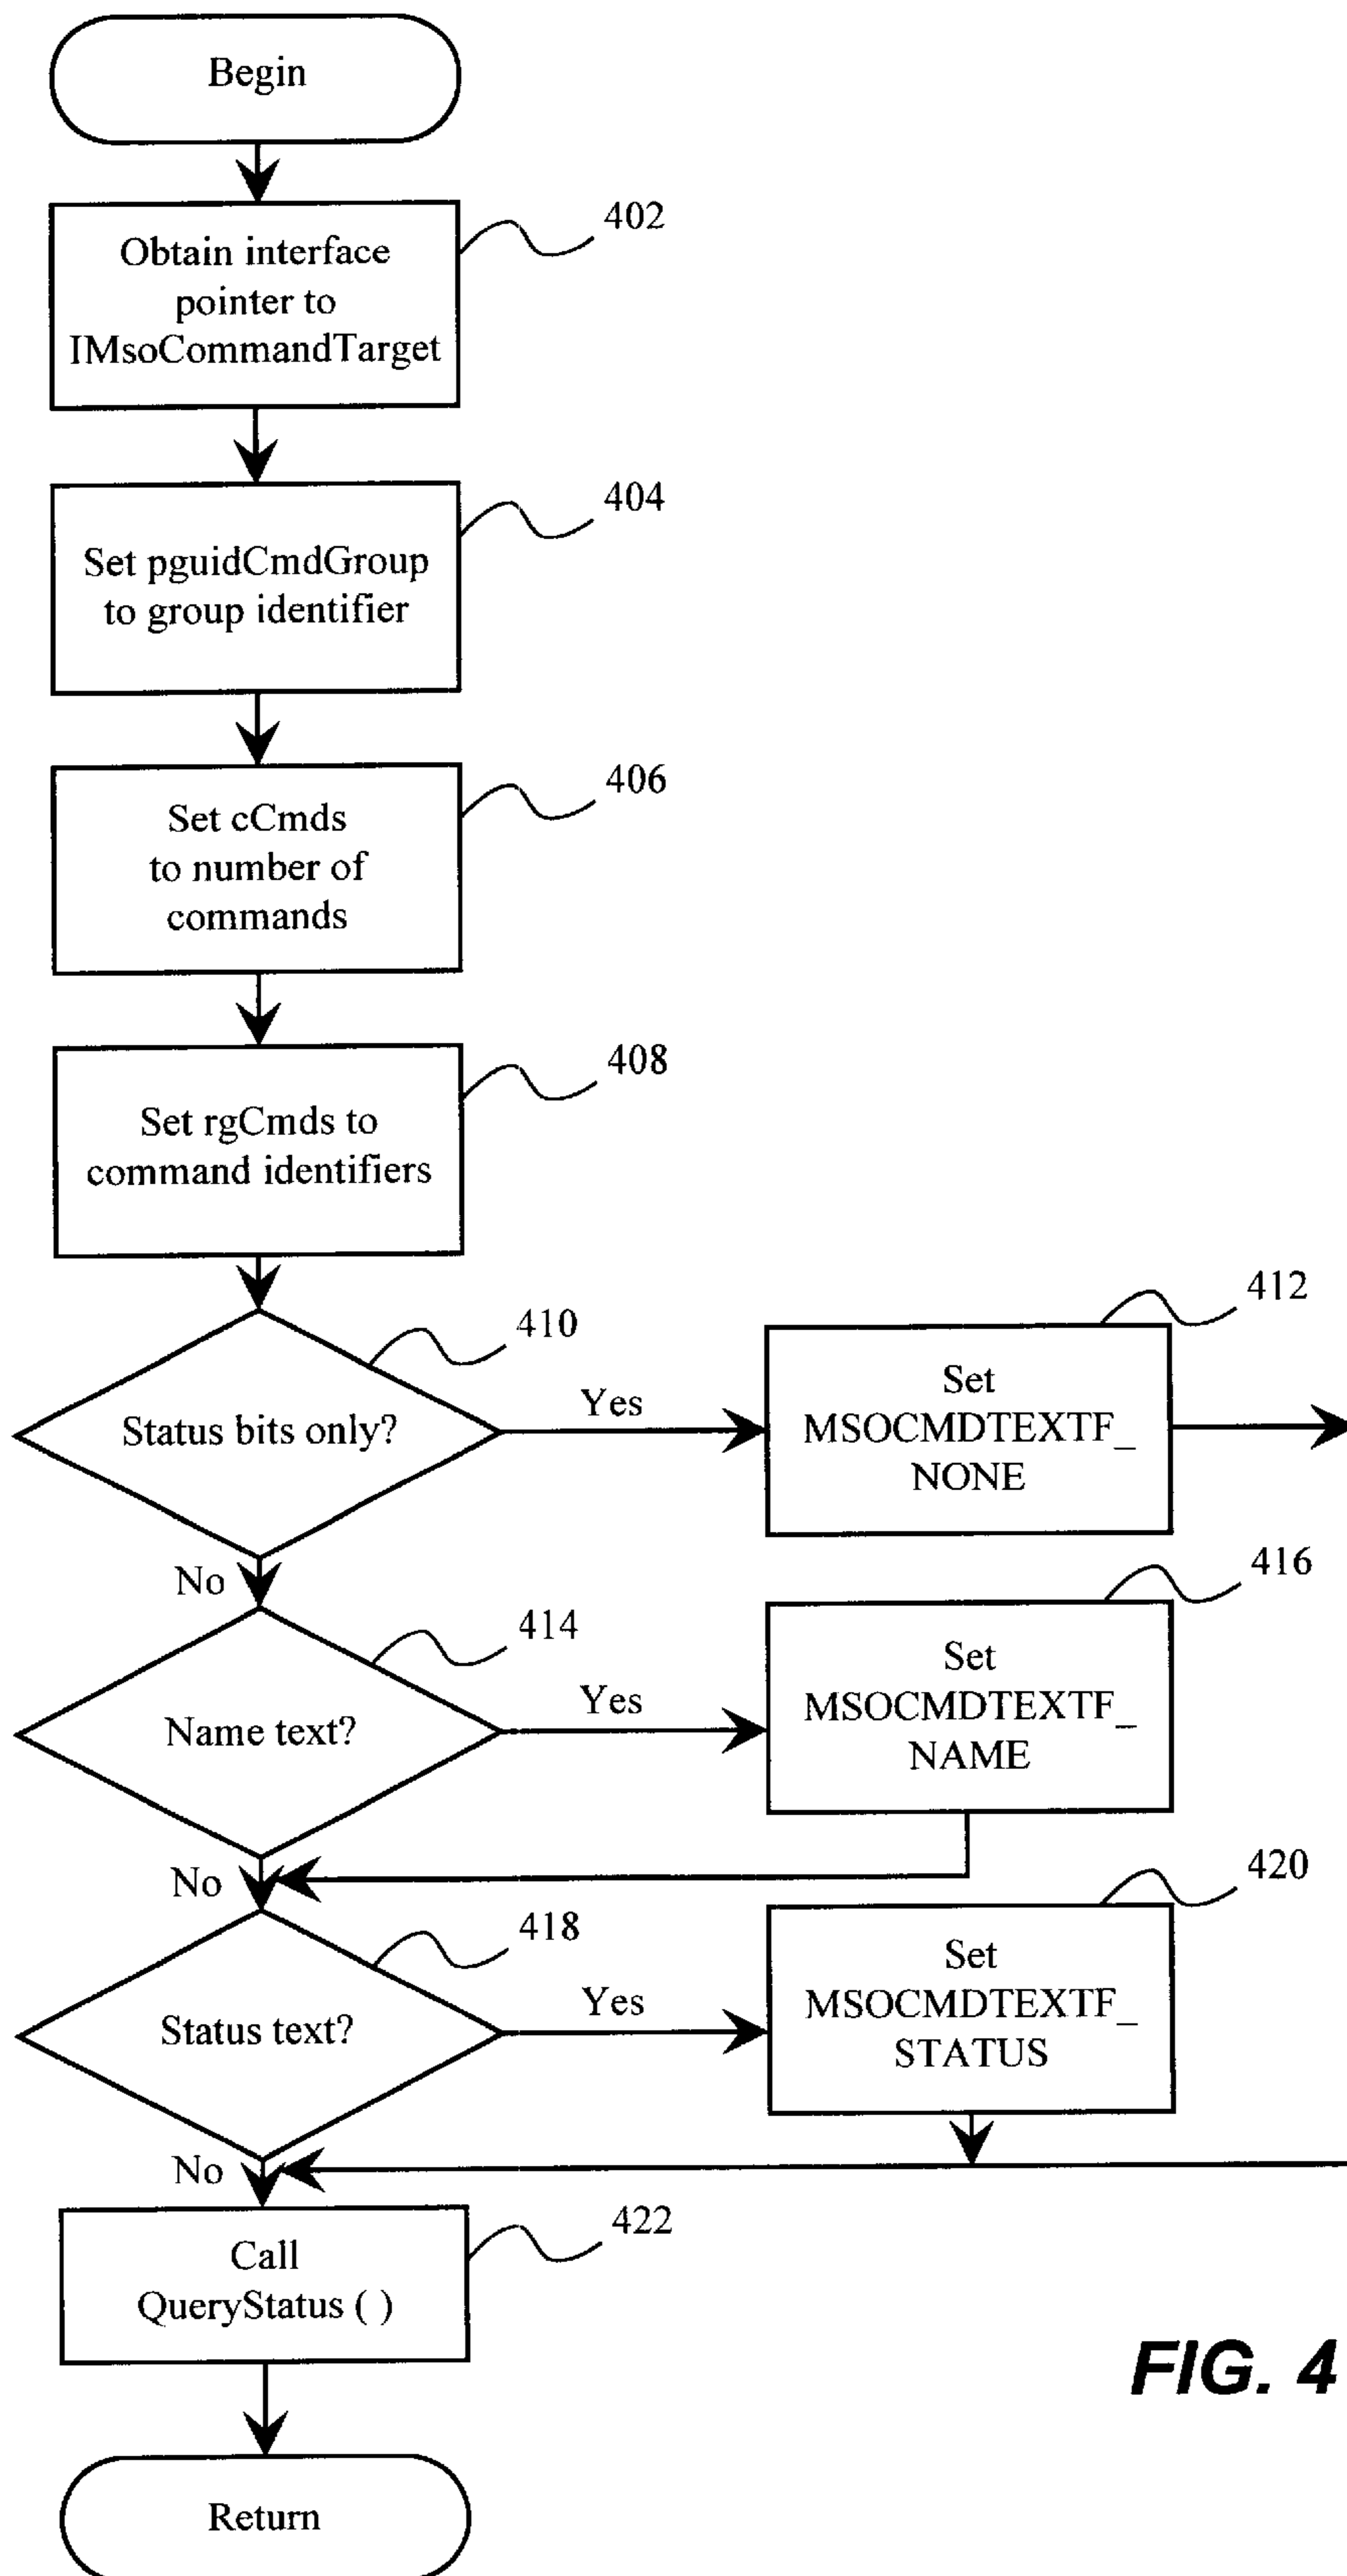 Begin
402
Obtain interface
pointer to
IMsoCommandTarget
404
Set pguidCmdGroup
to group identifier
406
Set cCmds
to number of
commands
408
Set rgCmds to
command identifiers
410
Status bits only?
Yes
412
Set
MSOCMDTEXTF_
NONE
No
414
Name text?
Yes
416
Set
MSOCMDTEXTF_
NAME
No
418
Status text?
Yes
420
Set
MSOCMDTEXTF_
STATUS
No
422
Call
QueryStatus ( )
FIG. 4
Return